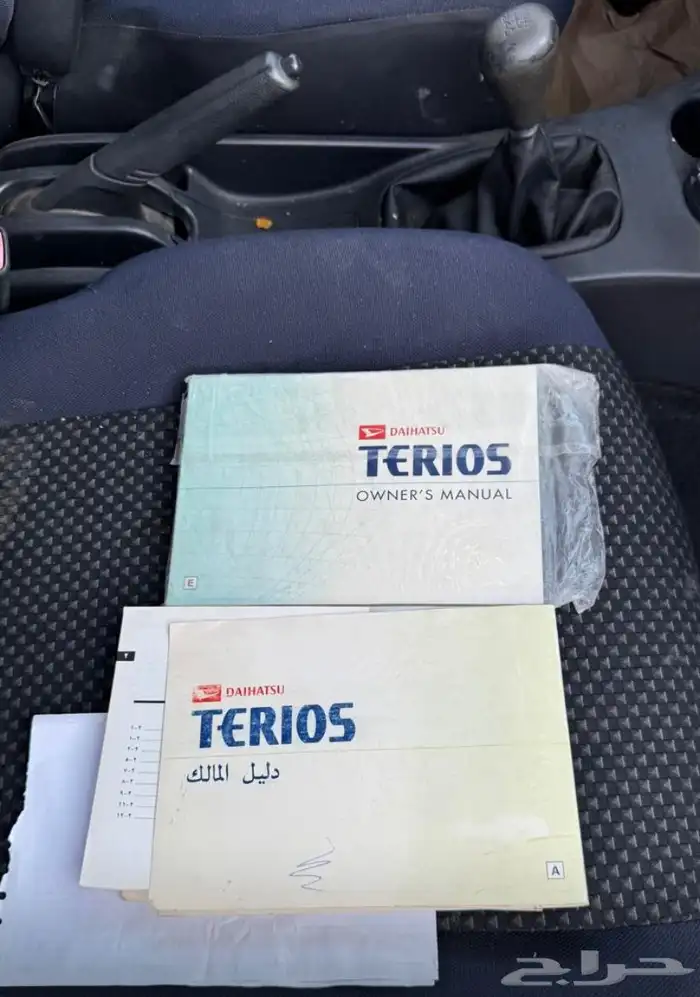 DAIHATSU
TERIOS
OWNER'S MANUAL
E
DAIHATSU
TERIOS
دليل المالك
A
حراج